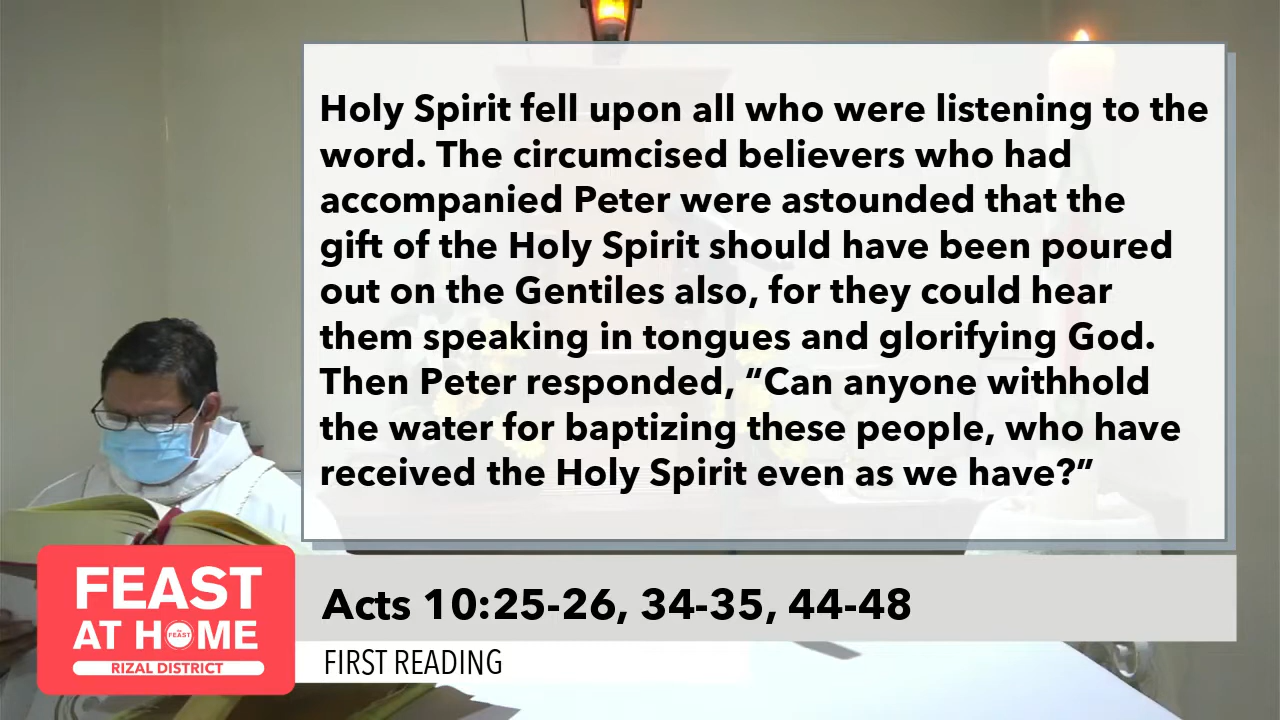 Holy Spirit fell upon all who were listening to the
word. The circumcised believers who had
accompanied Peter were astounded that the
gift of the Holy Spirit should have been poured
out on the Gentiles also, for they could hear
them speaking in tongues and glorifying God.
Then Peter responded, “Can anyone withhold
the water for baptizing these people, who have
received the Holy Spirit even as we have?”
FEAST
AT HOME
THE FEAST
RIZAL DISTRICT
Acts 10:25-26, 34-35, 44-48
FIRST READING